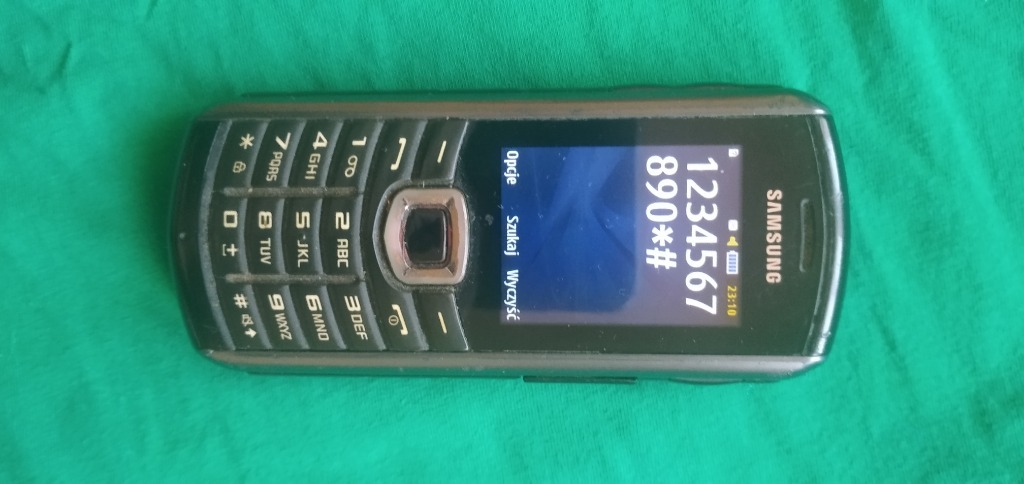 SAMSUNG
23:10
1234567
890*#
Opcje Szukaj Wyczyść
1 2 ABC 3 DEF
4 GHI 5 JKL 6 MNO
7 PQRS 8 TUV 9 WXYZ
* 0 + #